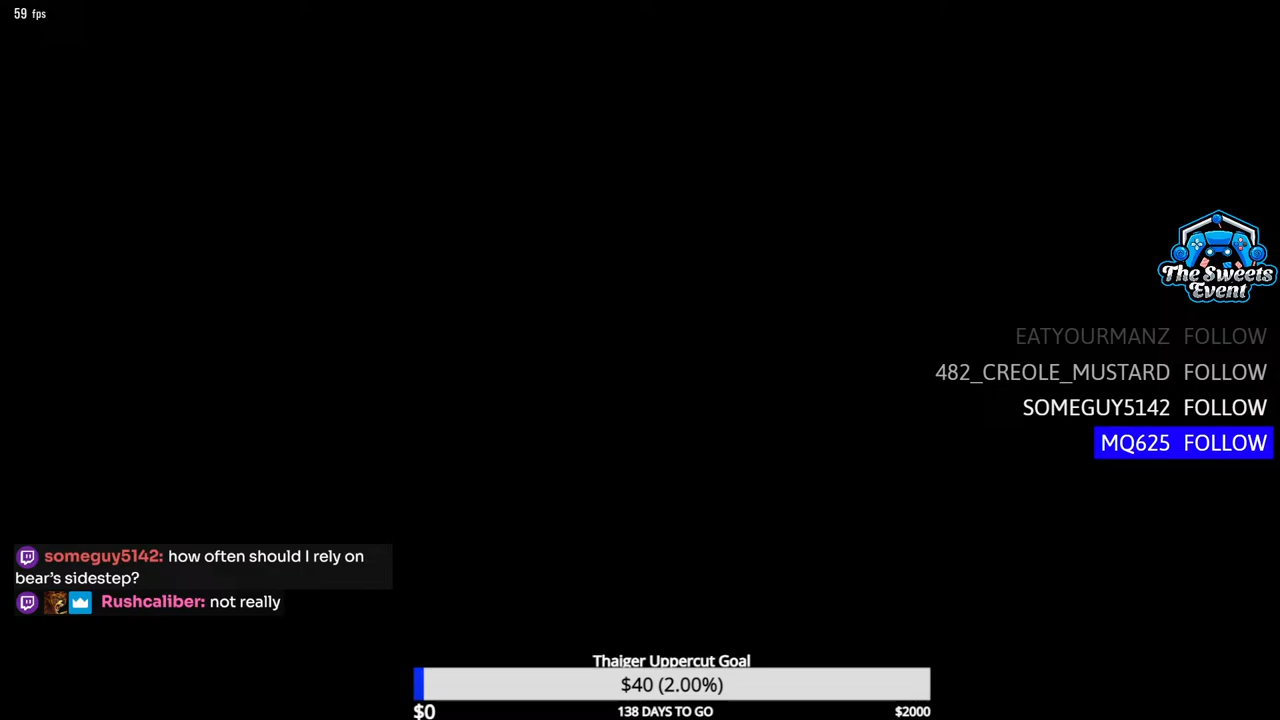 59 fps
The Sweets
Event
EATYOURMANZ FOLLOW
482_CREOLE_MUSTARD FOLLOW
SOMEGUY5142 FOLLOW
MQ625 FOLLOW
someguy5142: how often should I rely on
bear's sidestep?
Rushcaliber: not really
Thaiger Uppercut Goal
$40 (2.00%)
$0 138 DAYS TO GO $2000